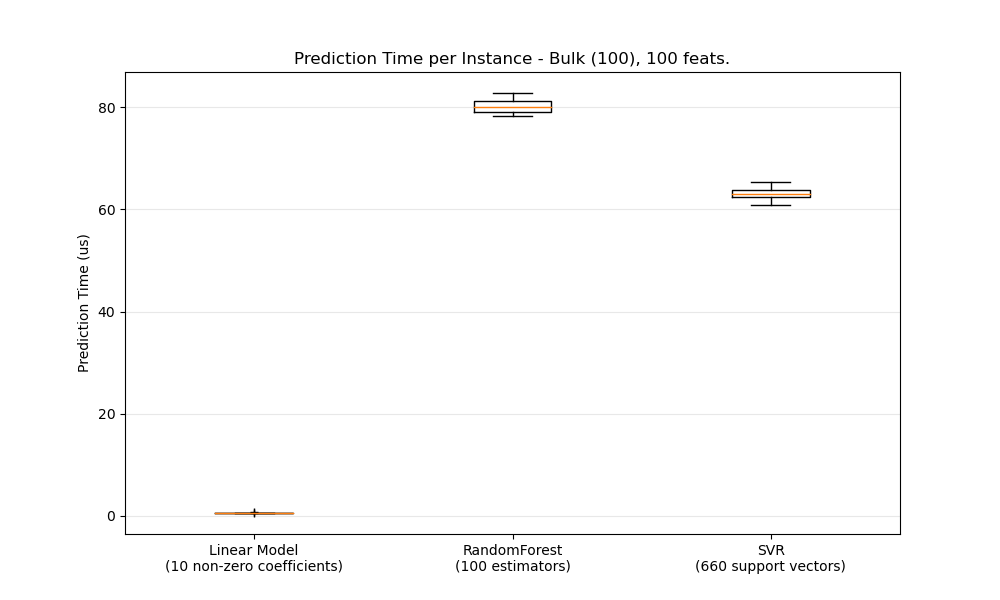 Prediction Time per Instance - Bulk (100), 100 feats.
Prediction Time (us)
80
60
40
20
0
Linear Model
(10 non-zero coefficients)
RandomForest
(100 estimators)
SVR
(660 support vectors)